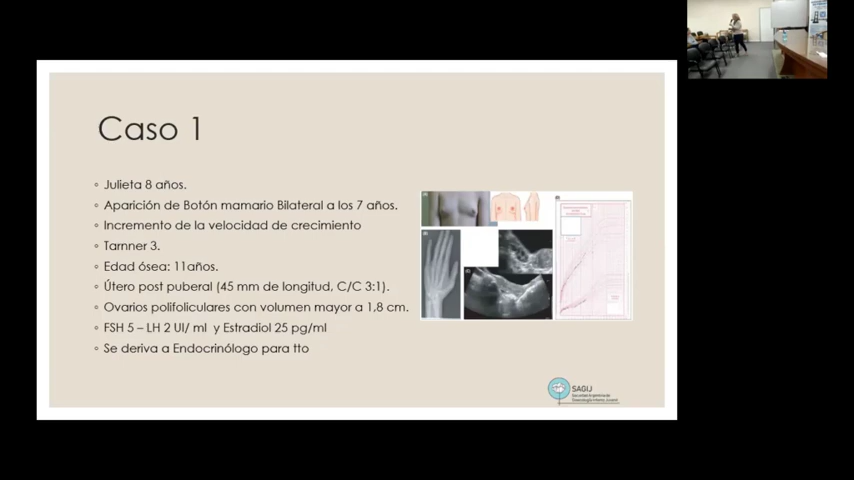 Caso 1
◦ Julieta 8 años.
◦ Aparición de Botón mamario Bilateral a los 7 años.
◦ Incremento de la velocidad de crecimiento
◦ Tarnner 3.
◦ Edad ósea: 11años.
◦ Útero post puberal (45 mm de longitud, C/C 3:1).
◦ Ovarios polifoliculares con volumen mayor a 1,8 cm.
◦ FSH 5 – LH 2 UI/ ml y Estradiol 25 pg/ml
◦ Se deriva a Endocrinólogo para tto
SAGIJ